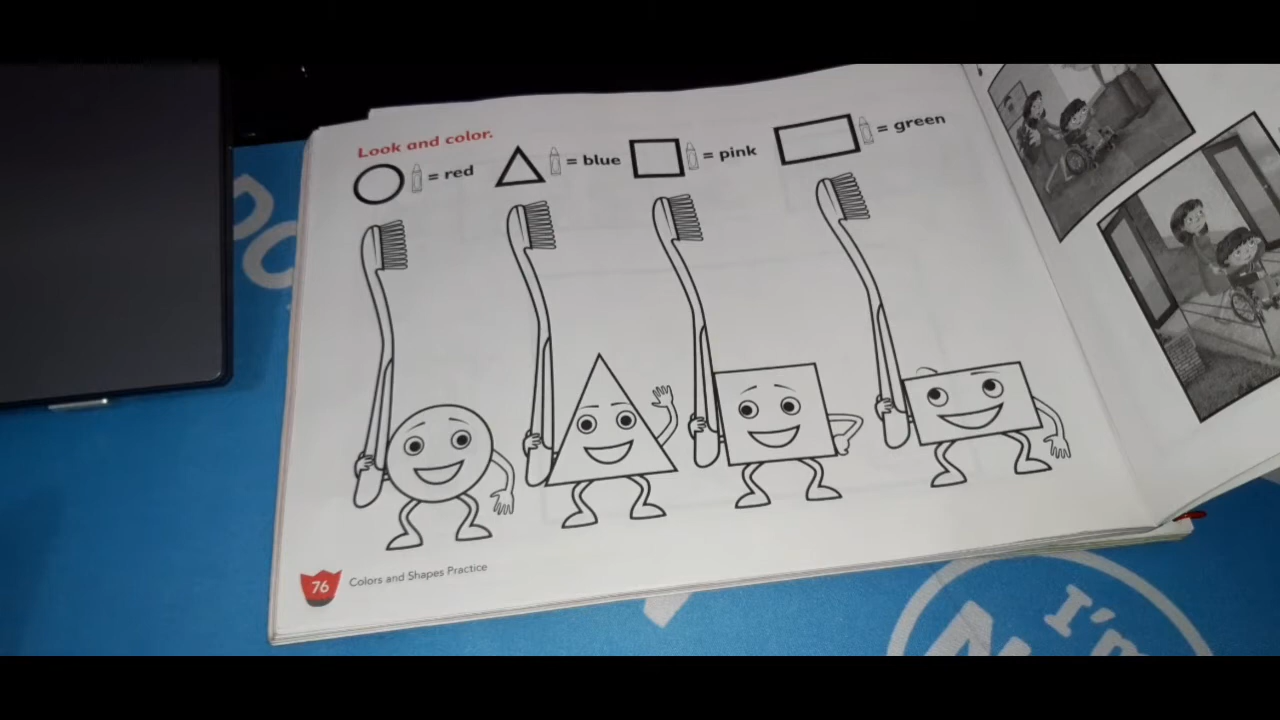 Look and color.
= red
= blue
= pink
= green
76
Colors and Shapes Practice
I'm